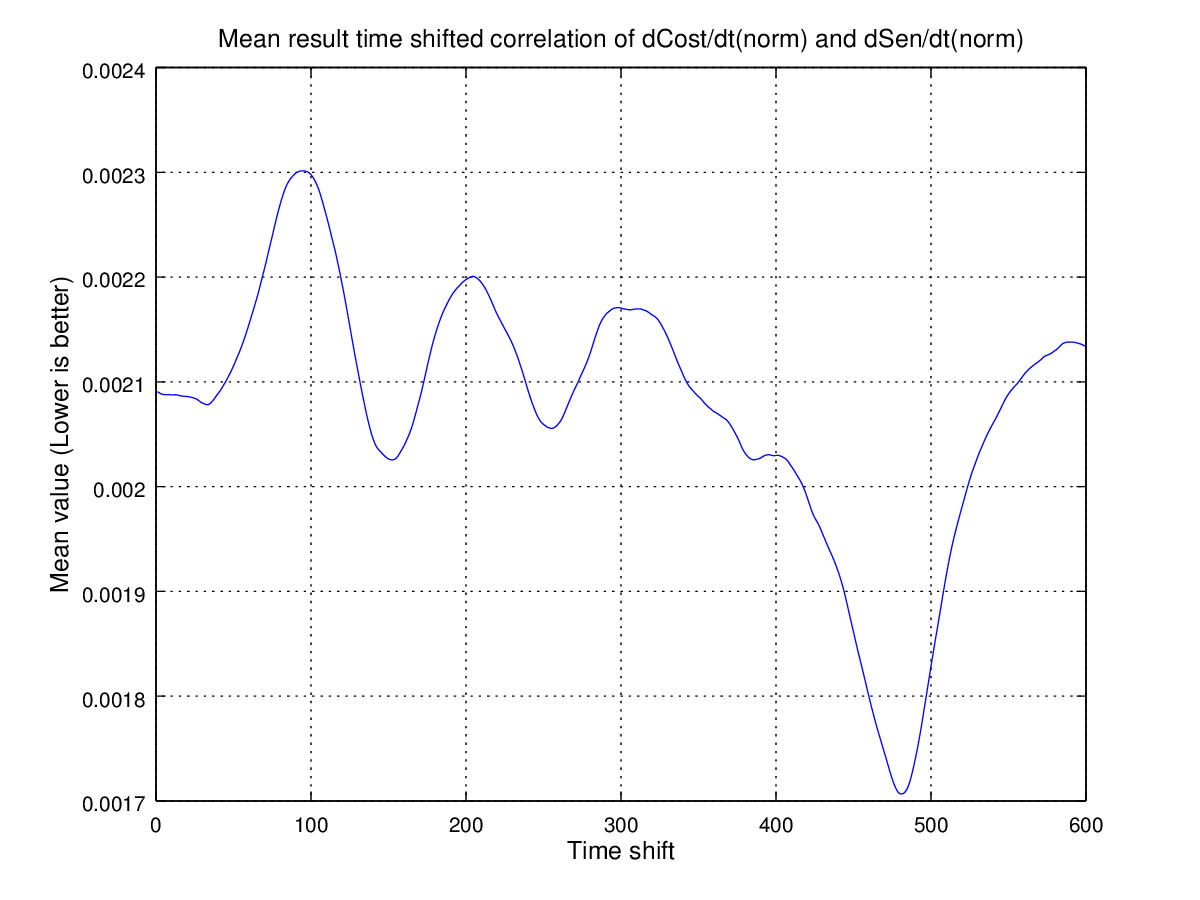 Mean result time shifted correlation of dCost/dt(norm) and dSen/dt(norm)
0.0024
0.0023
0.0022
0.0021
0.002
0.0019
0.0018
0.0017
Mean value (Lower is better)
0 100 200 300 400 500 600
Time shift